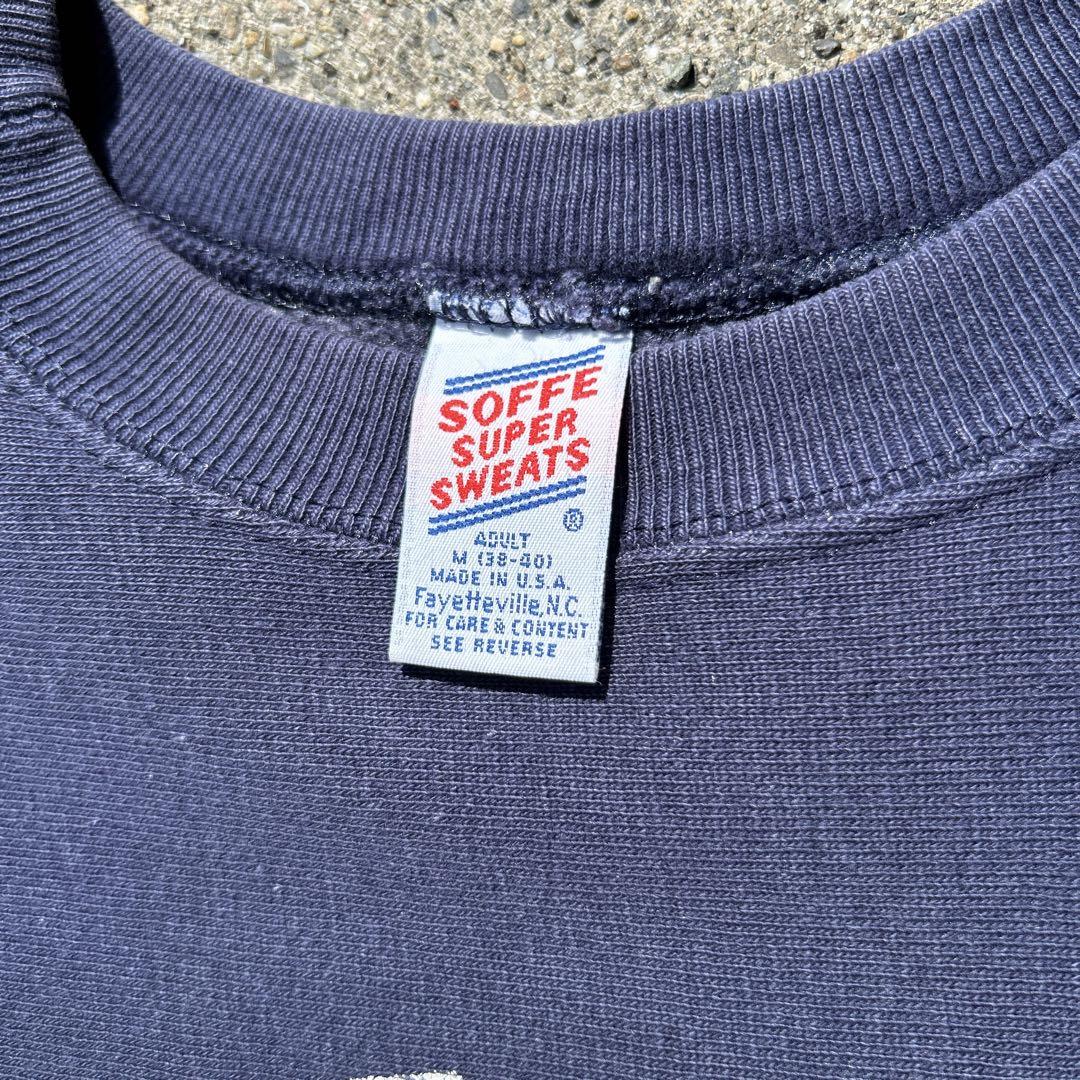 SOFFE
SUPER
SWEATS
®
ADULT
M (38-40)
MADE IN U.S.A.
Fayetteville, N.C.
FOR CARE & CONTENT
SEE REVERSE